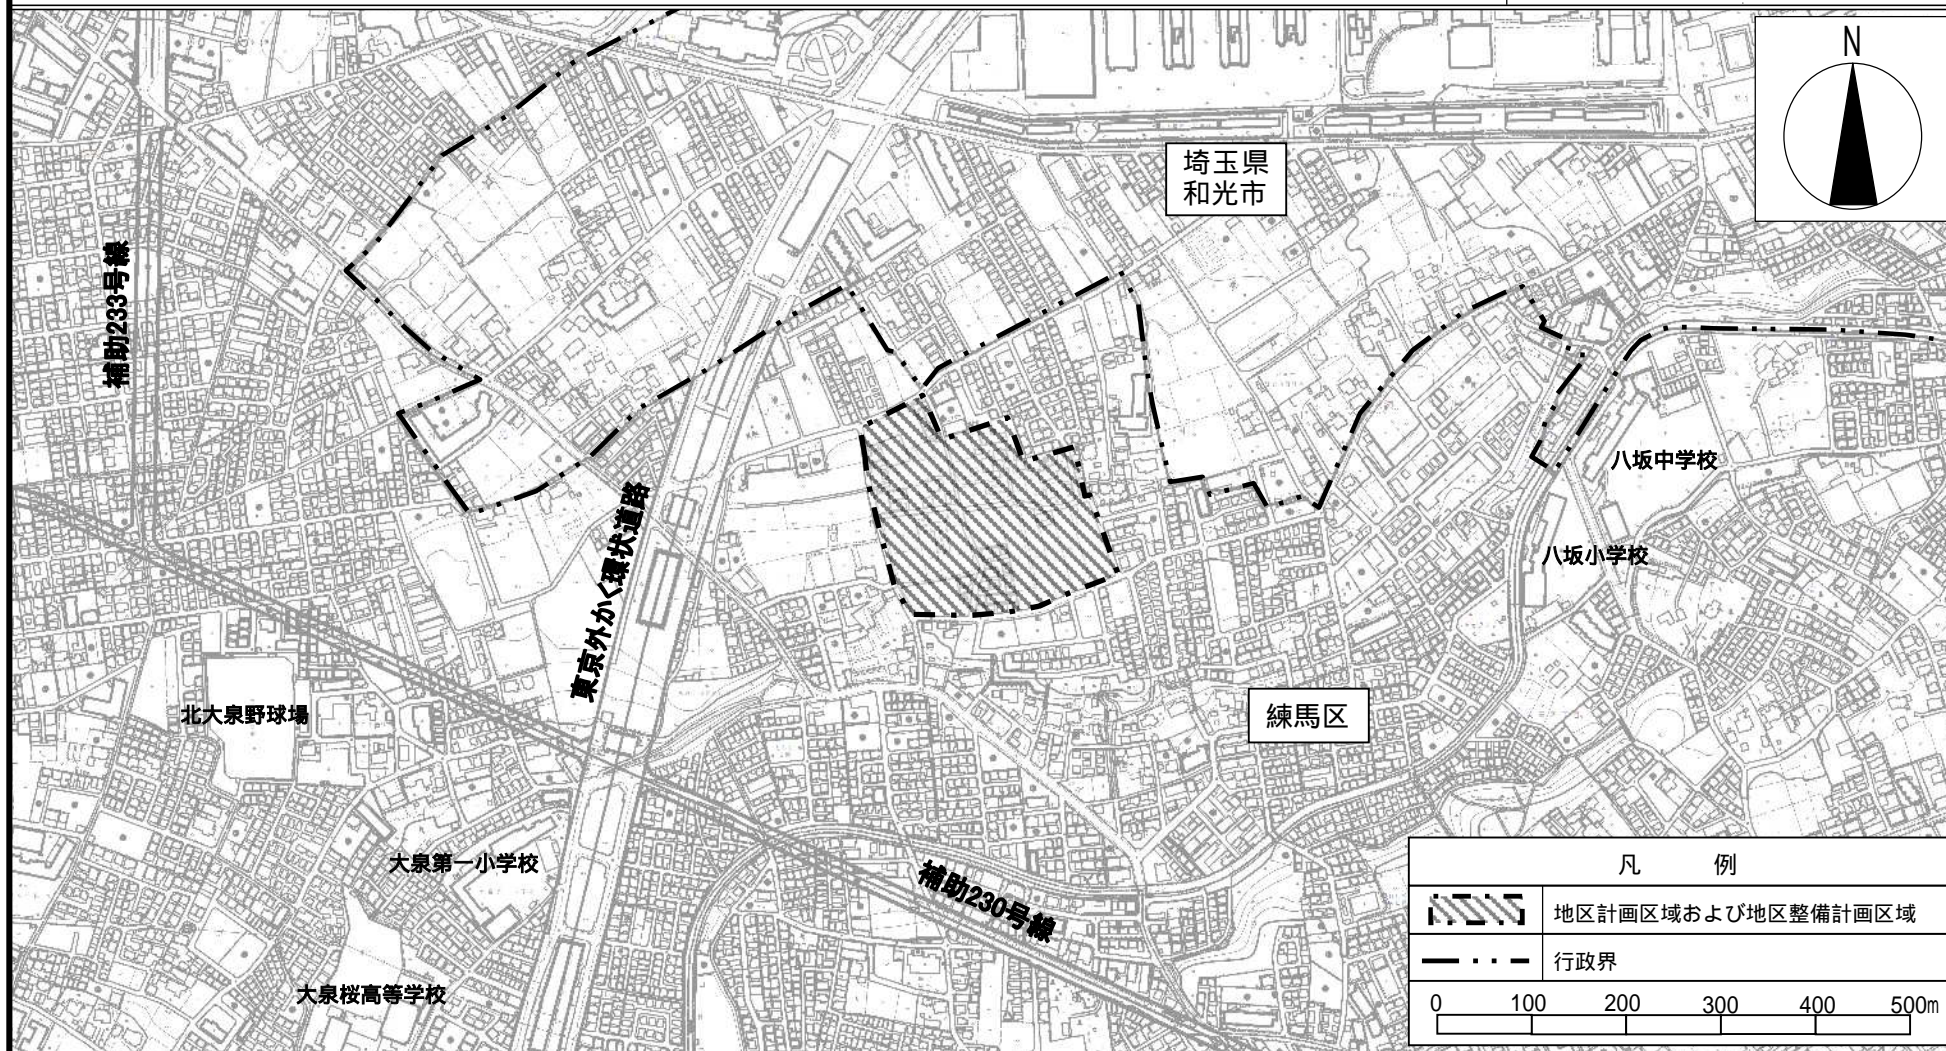 N
埼玉県
和光市
補助233号線
八坂中学校
東京外かく環状道路
八坂小学校
北大泉野球場
練馬区
大泉第一小学校
補助230号線
大泉桜高等学校
凡 例
地区計画区域および地区整備計画区域
行政界
0 100 200 300 400 500m